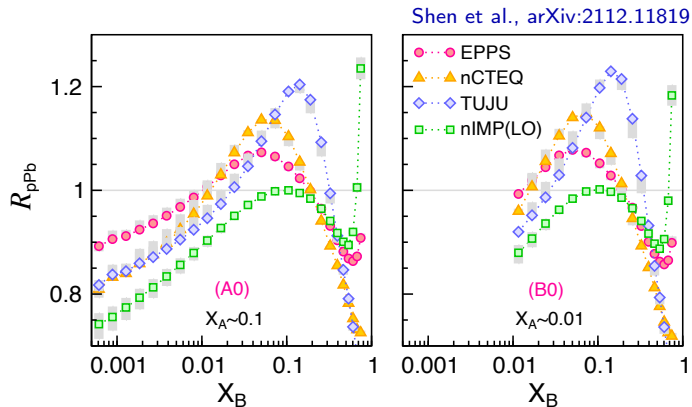 Shen et al., arXiv:2112.11819
R_pPb
1.2
1
0.8
EPPS
nCTEQ
TUJU
nIMP(LO)
(A0)
X_A~0.1
(B0)
X_A~0.01
0.001 0.01 0.1 1
0.001 0.01 0.1 1
X_B
X_B